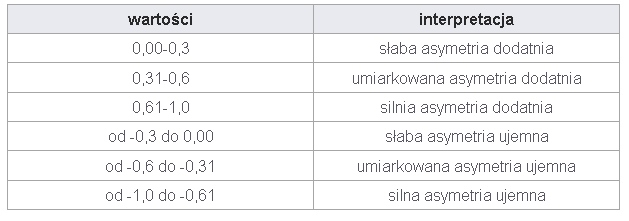 wartości interpretacja
0,00-0,3 słaba asymetria dodatnia
0,31-0,6 umiarkowana asymetria dodatnia
0,61-1,0 silnia asymetria dodatnia
od -0,3 do 0,00 słaba asymetria ujemna
od -0,6 do -0,31 umiarkowana asymetria ujemna
od -1,0 do -0,61 silna asymetria ujemna